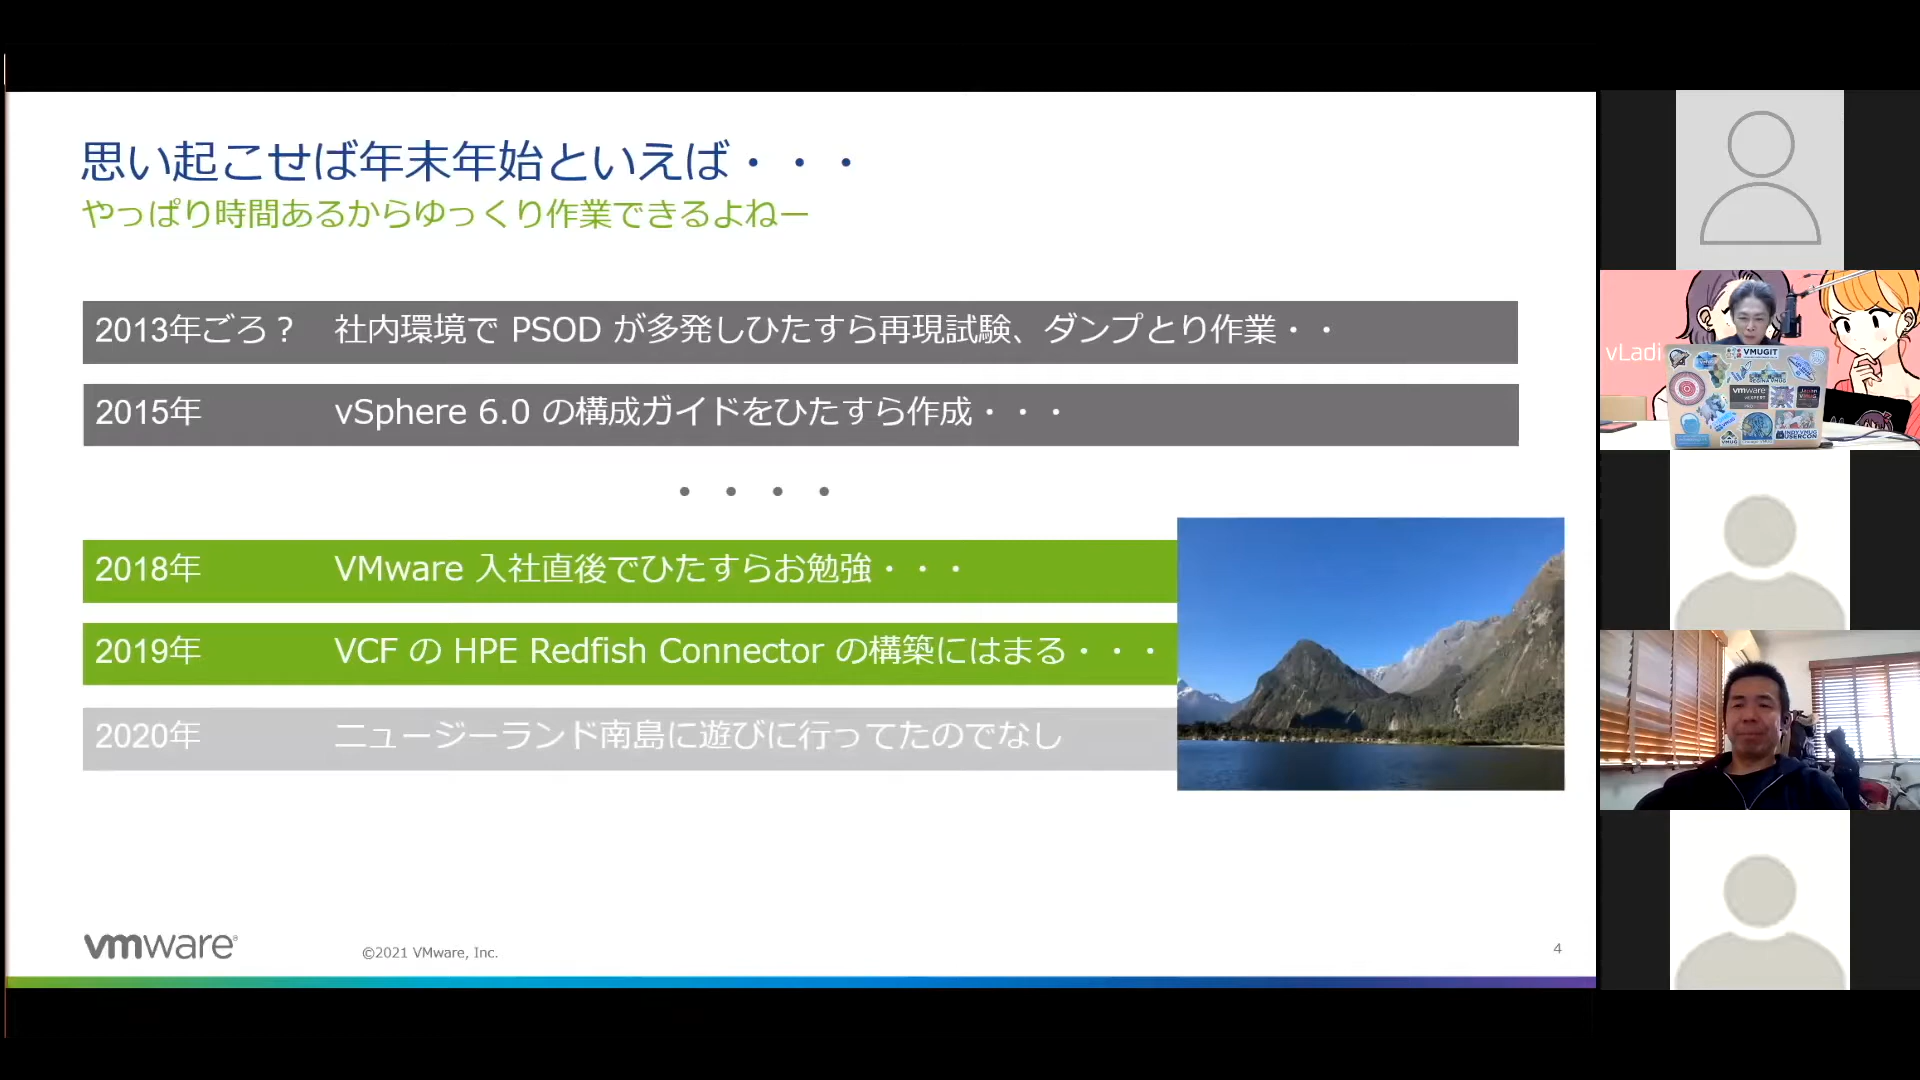 思い起こせば年末年始といえば・・・
やっぱり時間あるからゆっくり作業できるよねー
2013年ごろ？ 社内環境で PSOD が多発しひたすら再現試験、ダンプとり作業・・
2015年 vSphere 6.0 の構成ガイドをひたすら作成・・・
・・・・
2018年 VMware 入社直後でひたすらお勉強・・・
2019年 VCF の HPE Redfish Connector の構築にはまる・・・
2020年 ニュージーランド南島に遊びに行ってたのでなし
vmware®
©2021 VMware, Inc.
4
vLadi
VMUGIT
vmware
VMUG
USERCON